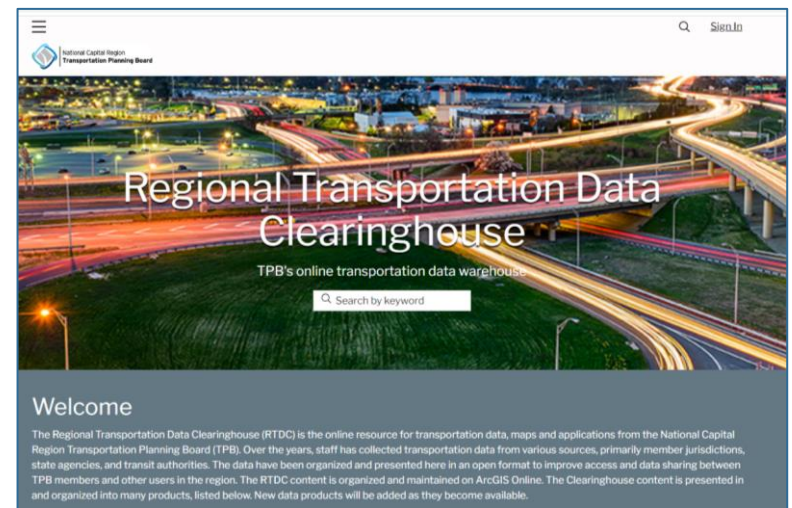 Sign In
National Capital Region
Transportation Planning Board
Regional Transportation Data
Clearinghouse
TPB's online transportation data warehouse
Search by keyword
Welcome
The Regional Transportation Data Clearinghouse (RTDC) is the online resource for transportation data, maps and applications from the National Capital
Region Transportation Planning Board (TPB). Over the years, staff has collected transportation data from various sources, primarily member jurisdictions,
state agencies, and transit authorities. The data have been organized and presented here in an open format to improve access and data sharing between
TPB members and other users in the region. The RTDC content is organized and maintained on ArcGIS Online. The Clearinghouse content is presented in
and organized into many products, listed below. New data products will be added as they become available.